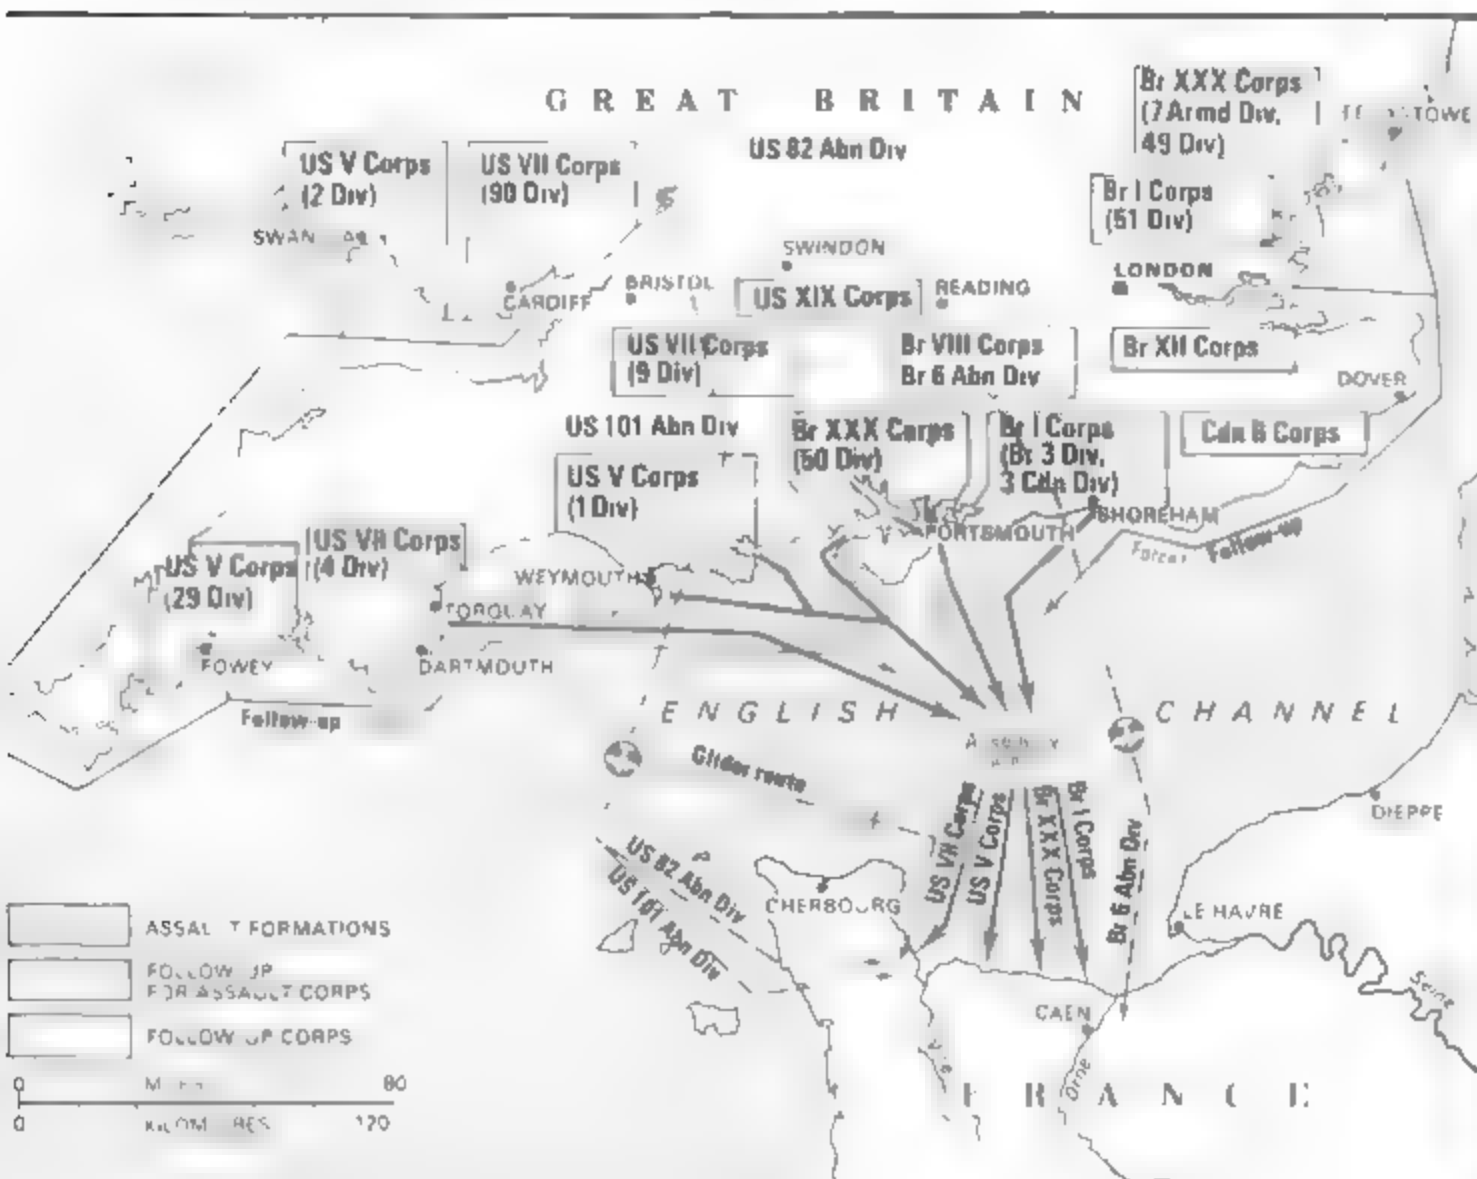 GREAT BRITAIN
Br XXX Corps
(7 Armd Div,
49 Div)
US 82 Abn Div
US V Corps
(2 Div)
US VII Corps
(90 Div)
Br I Corps
(51 Div)
SWINDON
LONDON
CARDIFF
BRISTOL
US XIX Corps
READING
US VII Corps
(9 Div)
Br VIII Corps
Br 6 Abn Div
Br XII Corps
DOVER
US 101 Abn Div
Br XXX Corps
(50 Div)
Br I Corps
(Br 3 Div,
3 Cdn Div)
Cdn 6 Corps
US V Corps
(1 Div)
PORTSMOUTH
SHOREHAM
Follow-up
US VII Corps
(4 Div)
US V Corps
(29 Div)
WEYMOUTH
TORQUAY
FOWEY
DARTMOUTH
Follow-up
ENGLISH CHANNEL
Glider route
DIEPPE
US VII Corps
US V Corps
Br XXX Corps
Br I Corps
Br 6 Abn Div
US 82 Abn Div
US 101 Abn Div
CHERBOURG
LE HAVRE
Seine
CAEN
Orne
FRANCE
FORMATIONS
FOLLOW UP
FOR ASSAULT CORPS
FOLLOW UP CORPS
0 80
0 120